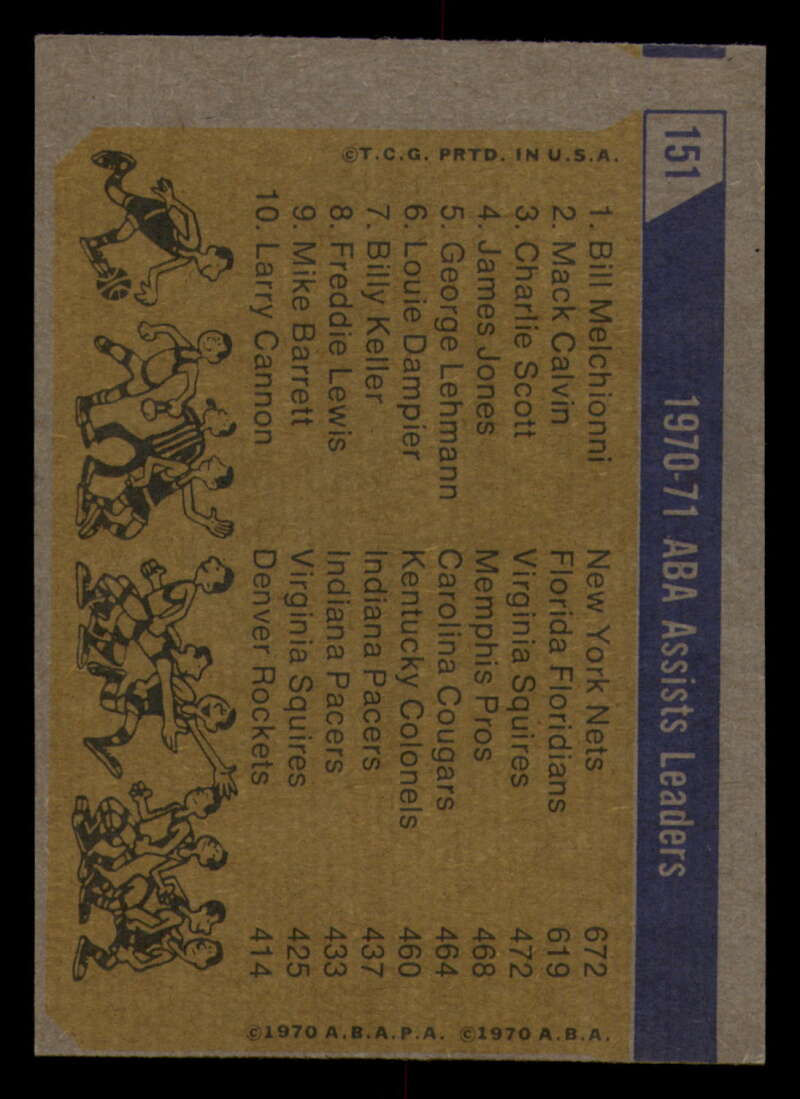 151 1970-71 ABA Assists Leaders
1. Bill Melchionni New York Nets 672
2. Mack Calvin Florida Floridians 619
3. Charlie Scott Virginia Squires 472
4. James Jones Memphis Pros 468
5. George Lehmann Carolina Cougars 464
6. Louie Dampier Kentucky Colonels 460
7. Billy Keller Indiana Pacers 437
8. Freddie Lewis Indiana Pacers 433
9. Mike Barrett Virginia Squires 425
10. Larry Cannon Denver Rockets 414
©T.C.G. PRTD. IN U.S.A.
©1970 A.B.A.P.A. ©1970 A.B.A.